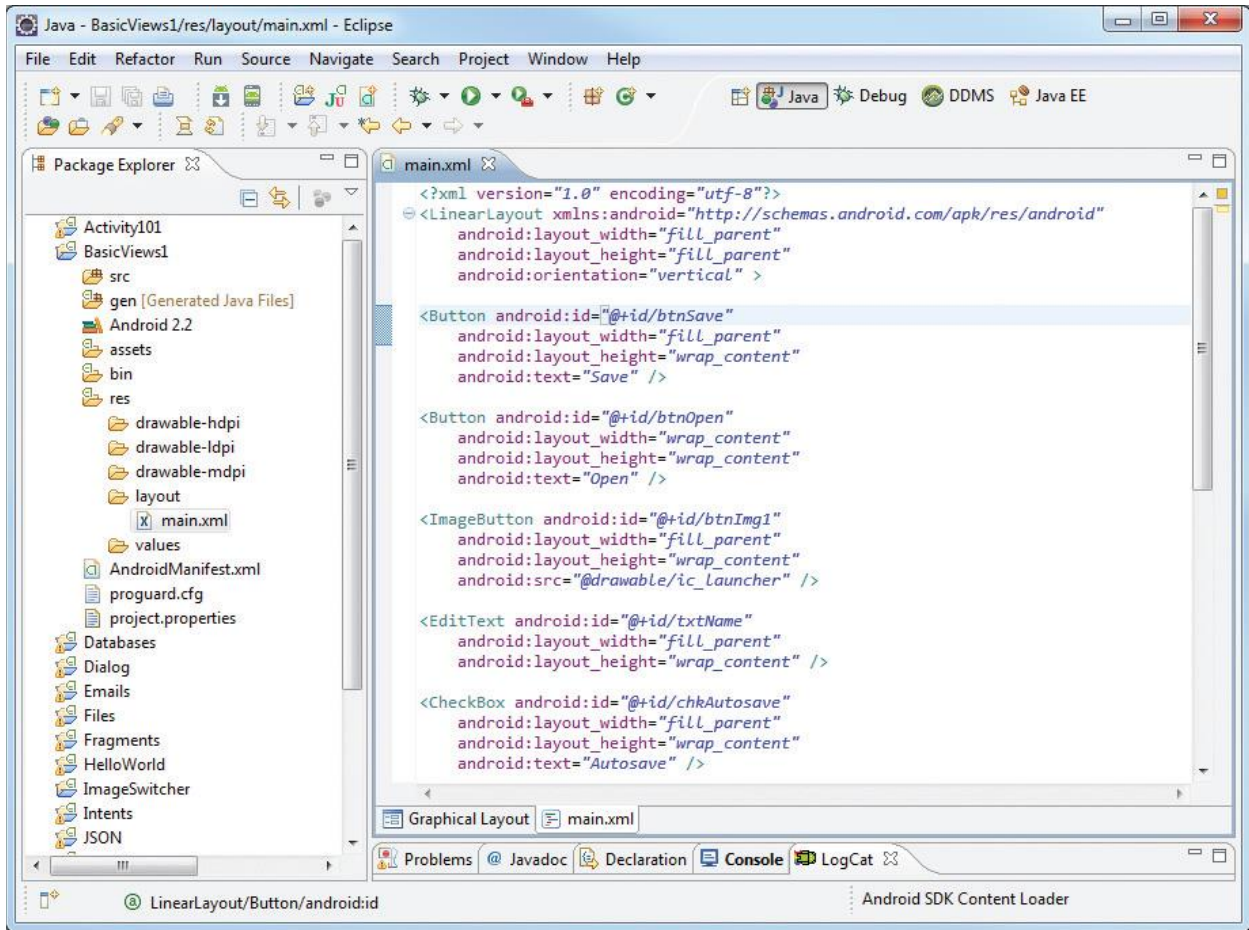 Java - BasicViews1/res/layout/main.xml - Eclipse
File Edit Refactor Run Source Navigate Search Project Window Help
Java Debug DDMS Java EE
Package Explorer
Activity101
BasicViews1
src
gen [Generated Java Files]
Android 2.2
assets
bin
res
drawable-hdpi
drawable-ldpi
drawable-mdpi
layout
main.xml
values
AndroidManifest.xml
proguard.cfg
project.properties
Databases
Dialog
Emails
Files
Fragments
HelloWorld
ImageSwitcher
Intents
JSON
main.xml
<?xml version="1.0" encoding="utf-8"?>
<LinearLayout xmlns:android="http://schemas.android.com/apk/res/android"
android:layout_width="fill_parent"
android:layout_height="fill_parent"
android:orientation="vertical" >
<Button android:id="@+id/btnSave"
android:layout_width="fill_parent"
android:layout_height="wrap_content"
android:text="Save" />
<Button android:id="@+id/btnOpen"
android:layout_width="wrap_content"
android:layout_height="wrap_content"
android:text="Open" />
<ImageButton android:id="@+id/btnImg1"
android:layout_width="fill_parent"
android:layout_height="wrap_content"
android:src="@drawable/ic_launcher" />
<EditText android:id="@+id/txtName"
android:layout_width="fill_parent"
android:layout_height="wrap_content" />
<CheckBox android:id="@+id/chkAutosave"
android:layout_width="fill_parent"
android:layout_height="wrap_content"
android:text="Autosave" />
Graphical Layout main.xml
Problems @ Javadoc Declaration Console LogCat
LinearLayout/Button/android:id
Android SDK Content Loader